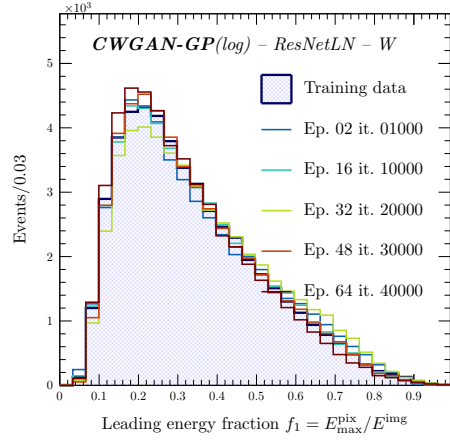 ×10³
CWGAN-GP(log) – ResNetLN – W
Training data
Ep. 02 it. 01000
Ep. 16 it. 10000
Ep. 32 it. 20000
Ep. 48 it. 30000
Ep. 64 it. 40000
Events/0.03
5
4
3
2
1
0
0 0.1 0.2 0.3 0.4 0.5 0.6 0.7 0.8 0.9
Leading energy fraction f₁ = E_max^pix/E^img